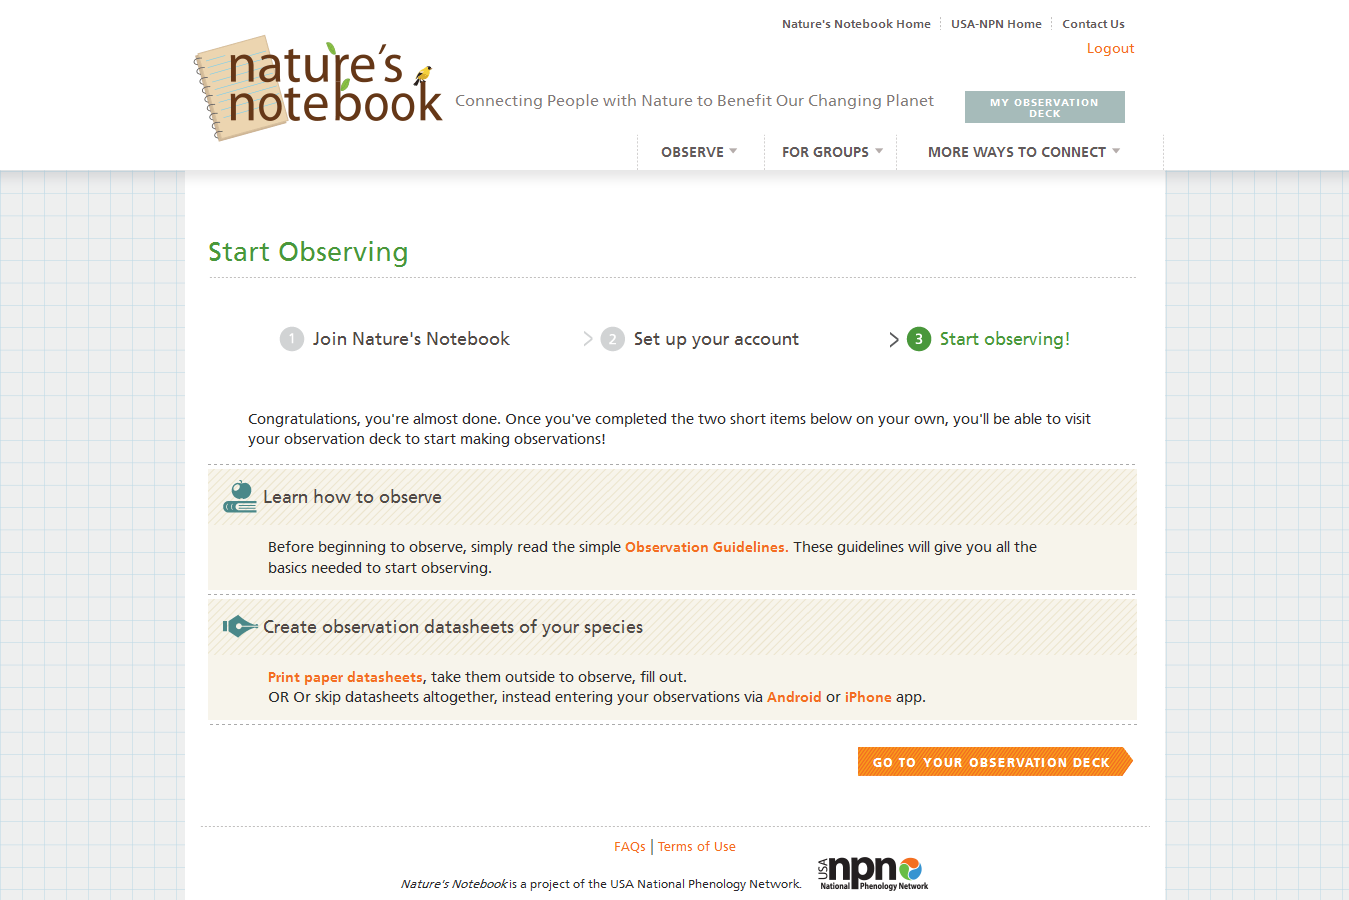 Nature's Notebook Home
USA-NPN Home
Contact Us
Logout
nature's
notebook
Connecting People with Nature to Benefit Our Changing Planet
MY OBSERVATION
DECK
OBSERVE
FOR GROUPS
MORE WAYS TO CONNECT
Start Observing
1 Join Nature's Notebook
> 2 Set up your account
> 3 Start observing!
Congratulations, you're almost done. Once you've completed the two short items below on your own, you'll be able to visit
your observation deck to start making observations!
Learn how to observe
Before beginning to observe, simply read the simple Observation Guidelines. These guidelines will give you all the
basics needed to start observing.
Create observation datasheets of your species
Print paper datasheets, take them outside to observe, fill out.
OR Or skip datasheets altogether, instead entering your observations via Android or iPhone app.
GO TO YOUR OBSERVATION DECK
FAQs | Terms of Use
Nature's Notebook is a project of the USA National Phenology Network.
USA npn
National Phenology Network